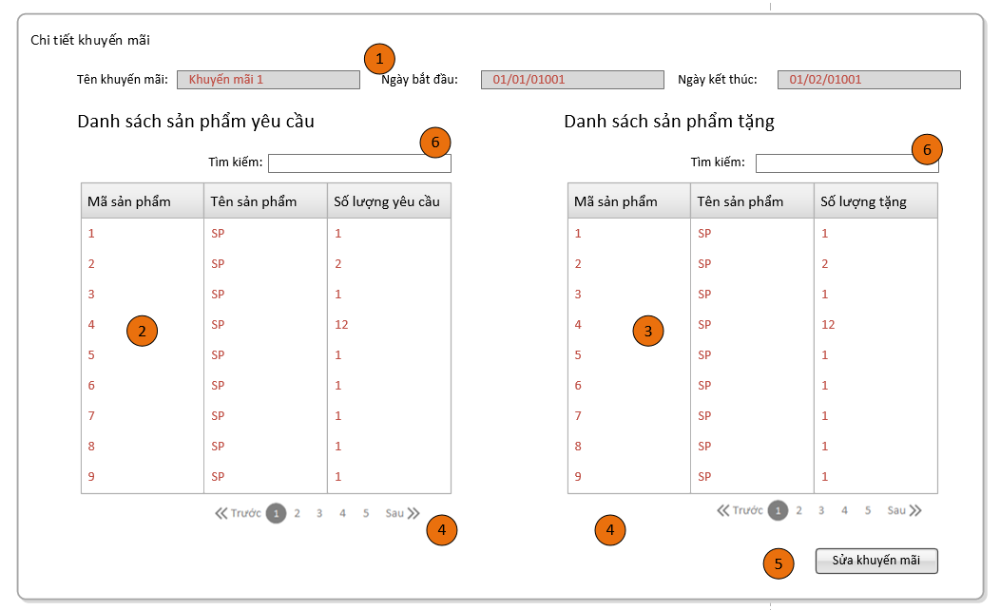 Chi tiết khuyến mãi
1
Tên khuyến mãi: Khuyến mãi 1 Ngày bắt đầu: 01/01/01001 Ngày kết thúc: 01/02/01001
Danh sách sản phẩm yêu cầu
6
Tìm kiếm:
Mã sản phẩm Tên sản phẩm Số lượng yêu cầu
1 SP 1
2 SP 2
3 SP 1
4 2 SP 12
5 SP 1
6 SP 1
7 SP 1
8 SP 1
9 SP 1
Trước 1 2 3 4 5 Sau
4
Danh sách sản phẩm tặng
6
Tìm kiếm:
Mã sản phẩm Tên sản phẩm Số lượng tặng
1 SP 1
2 SP 2
3 SP 1
4 3 SP 12
5 SP 1
6 SP 1
7 SP 1
8 SP 1
9 SP 1
Trước 1 2 3 4 5 Sau
4
5 Sửa khuyến mãi